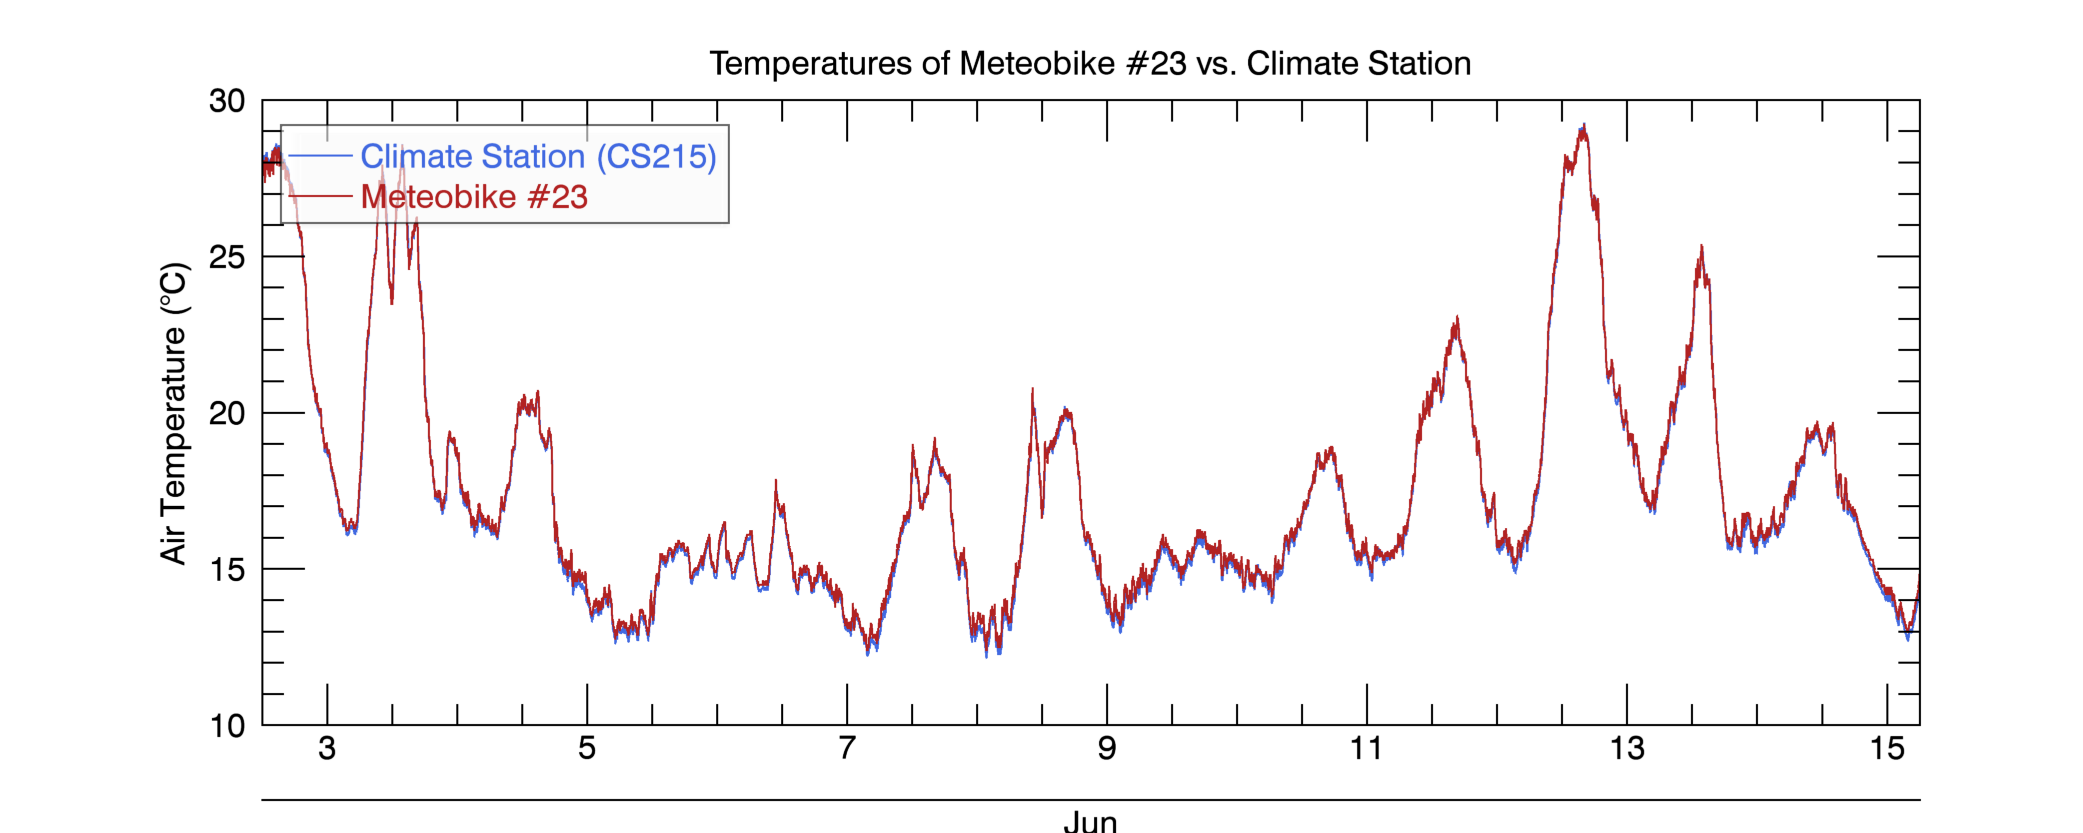 Temperatures of Meteobike #23 vs. Climate Station
30
25
20
15
10
Air Temperature (°C)
Climate Station (CS215)
Meteobike #23
3 5 7 9 11 13 15
Jun